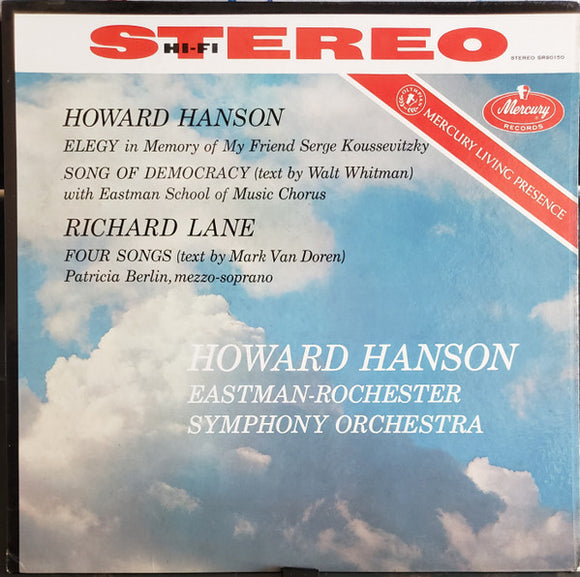 STEREO
HI-FI
STEREO SR90150
OLYMPIAN
Mercury
RECORDS
MERCURY LIVING PRESENCE
HOWARD HANSON
ELEGY in Memory of My Friend Serge Koussevitzky
SONG OF DEMOCRACY (text by Walt Whitman)
with Eastman School of Music Chorus
RICHARD LANE
FOUR SONGS (text by Mark Van Doren)
Patricia Berlin, mezzo-soprano
HOWARD HANSON
EASTMAN-ROCHESTER
SYMPHONY ORCHESTRA